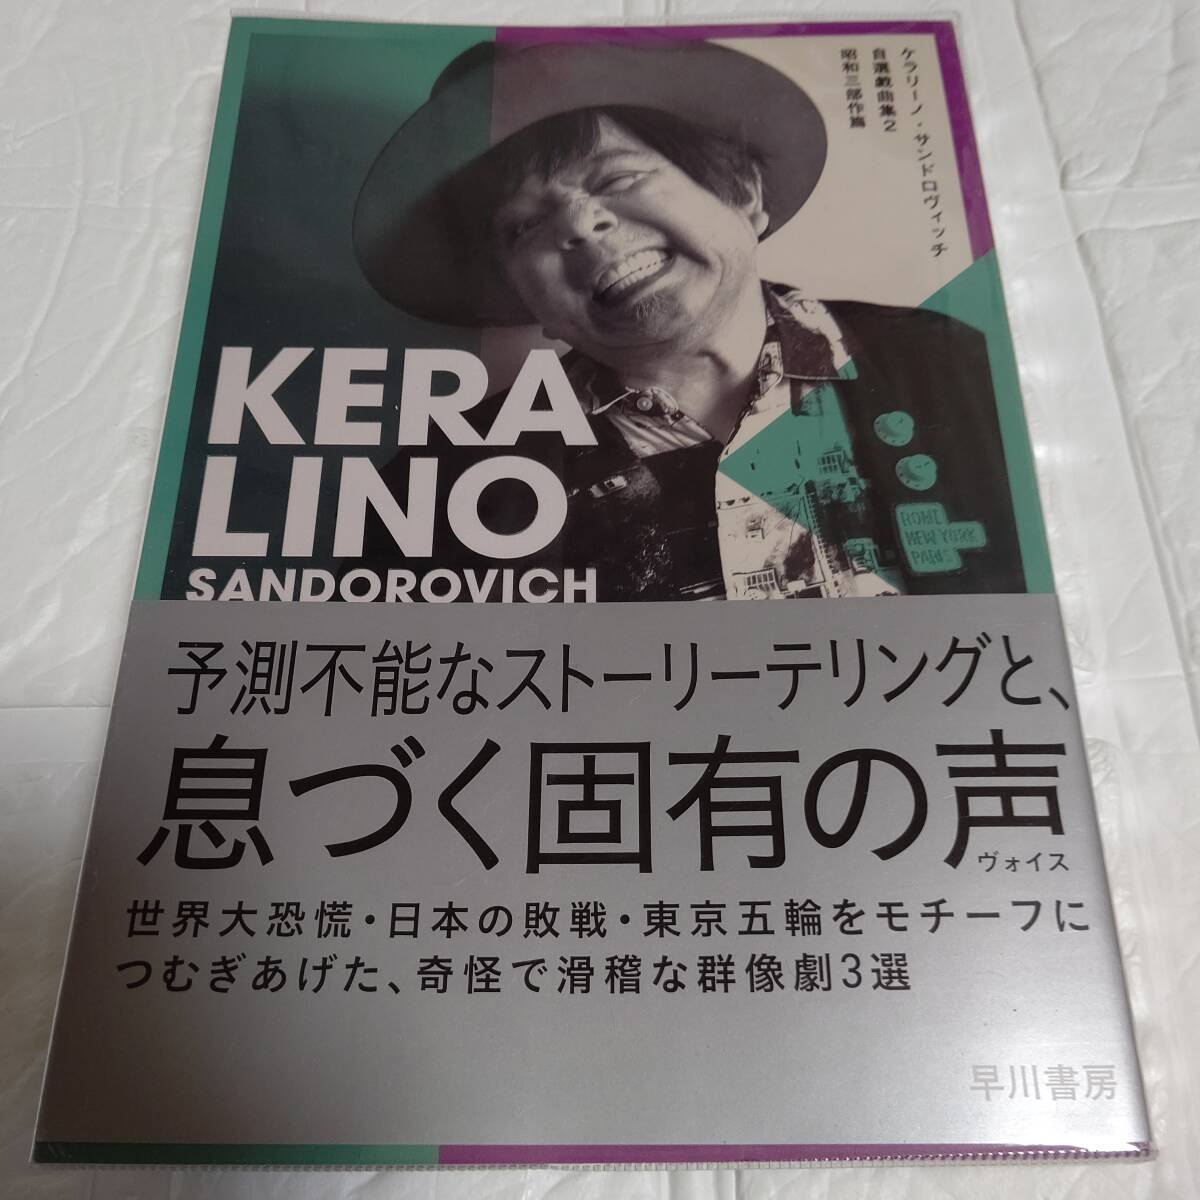 ケラリーノ・サンドロヴィッチ
自選戯曲集2
昭和三部作篇
KERA
LINO
SANDOROVICH
ROME
NEW YORK
PARIS
予測不能なストーリーテリングと、
息づく固有の声
ヴォイス
世界大恐慌・日本の敗戦・東京五輪をモチーフに
つむぎあげた、奇怪で滑稽な群像劇3選
早川書房